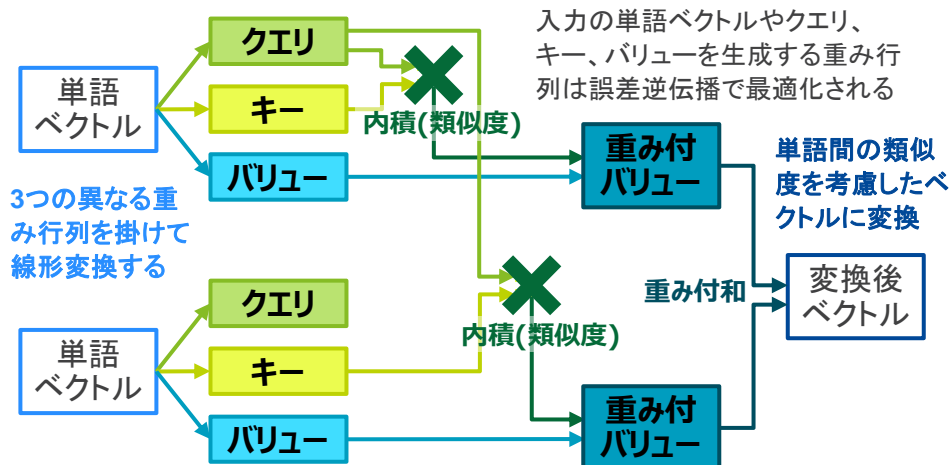 入力の単語ベクトルやクエリ、
キー、バリューを生成する重み行
列は誤差逆伝播で最適化される
単語
ベクトル
クエリ
キー
バリュー
内積(類似度)
重み付
バリュー
単語間の類似
度を考慮したベ
クトルに変換
3つの異なる重
み行列を掛けて
線形変換する
単語
ベクトル
クエリ
キー
バリュー
内積(類似度)
重み付
バリュー
重み付和
変換後
ベクトル